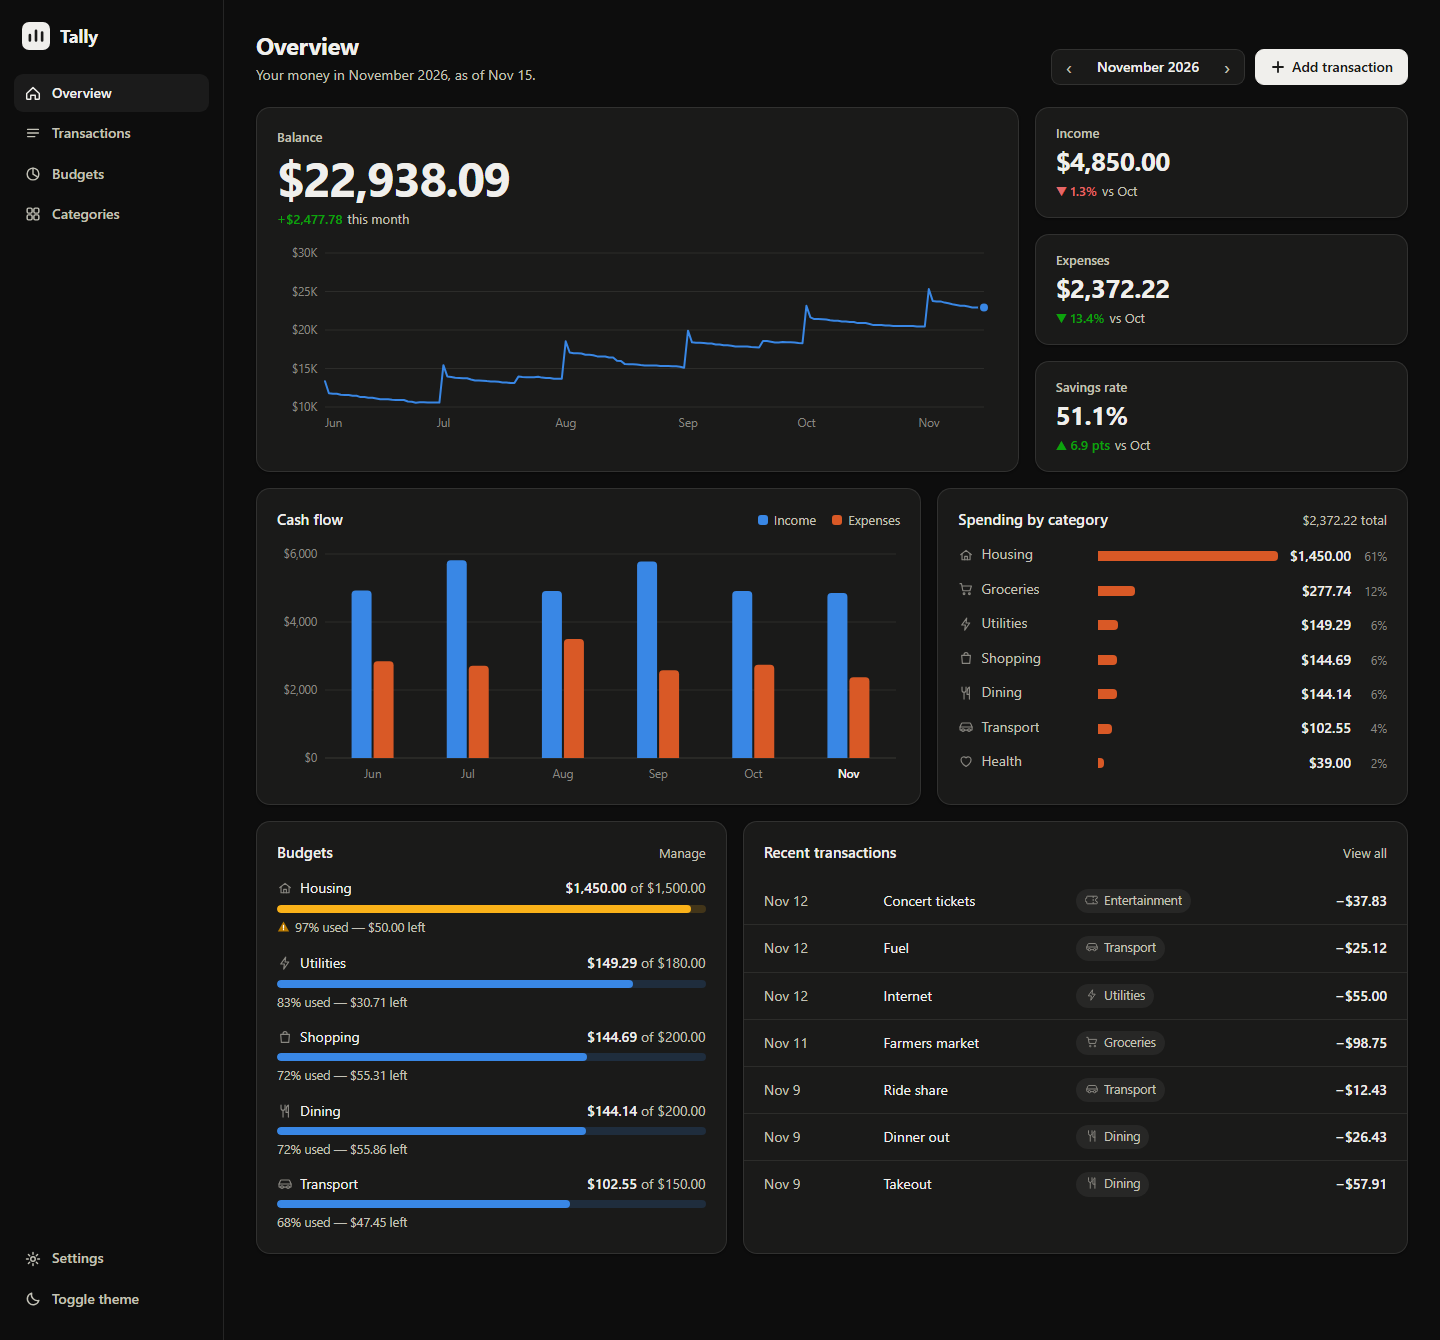 Tally
Overview
Transactions
Budgets
Categories
Settings
Toggle theme
Overview
Your money in November 2026, as of Nov 15.
‹ November 2026 ›
+ Add transaction
Balance
$22,938.09
+$2,477.78 this month
$30K
$25K
$20K
$15K
$10K
Jun Jul Aug Sep Oct Nov
Income
$4,850.00
▼ 1.3% vs Oct
Expenses
$2,372.22
▼ 13.4% vs Oct
Savings rate
51.1%
▲ 6.9 pts vs Oct
Cash flow
Income Expenses
$6,000
$4,000
$2,000
$0
Jun Jul Aug Sep Oct Nov
Spending by category $2,372.22 total
Housing $1,450.00 61%
Groceries $277.74 12%
Utilities $149.29 6%
Shopping $144.69 6%
Dining $144.14 6%
Transport $102.55 4%
Health $39.00 2%
Budgets Manage
Housing $1,450.00 of $1,500.00
97% used — $50.00 left
Utilities $149.29 of $180.00
83% used — $30.71 left
Shopping $144.69 of $200.00
72% used — $55.31 left
Dining $144.14 of $200.00
72% used — $55.86 left
Transport $102.55 of $150.00
68% used — $47.45 left
Recent transactions View all
Nov 12 Concert tickets Entertainment −$37.83
Nov 12 Fuel Transport −$25.12
Nov 12 Internet Utilities −$55.00
Nov 11 Farmers market Groceries −$98.75
Nov 9 Ride share Transport −$12.43
Nov 9 Dinner out Dining −$26.43
Nov 9 Takeout Dining −$57.91